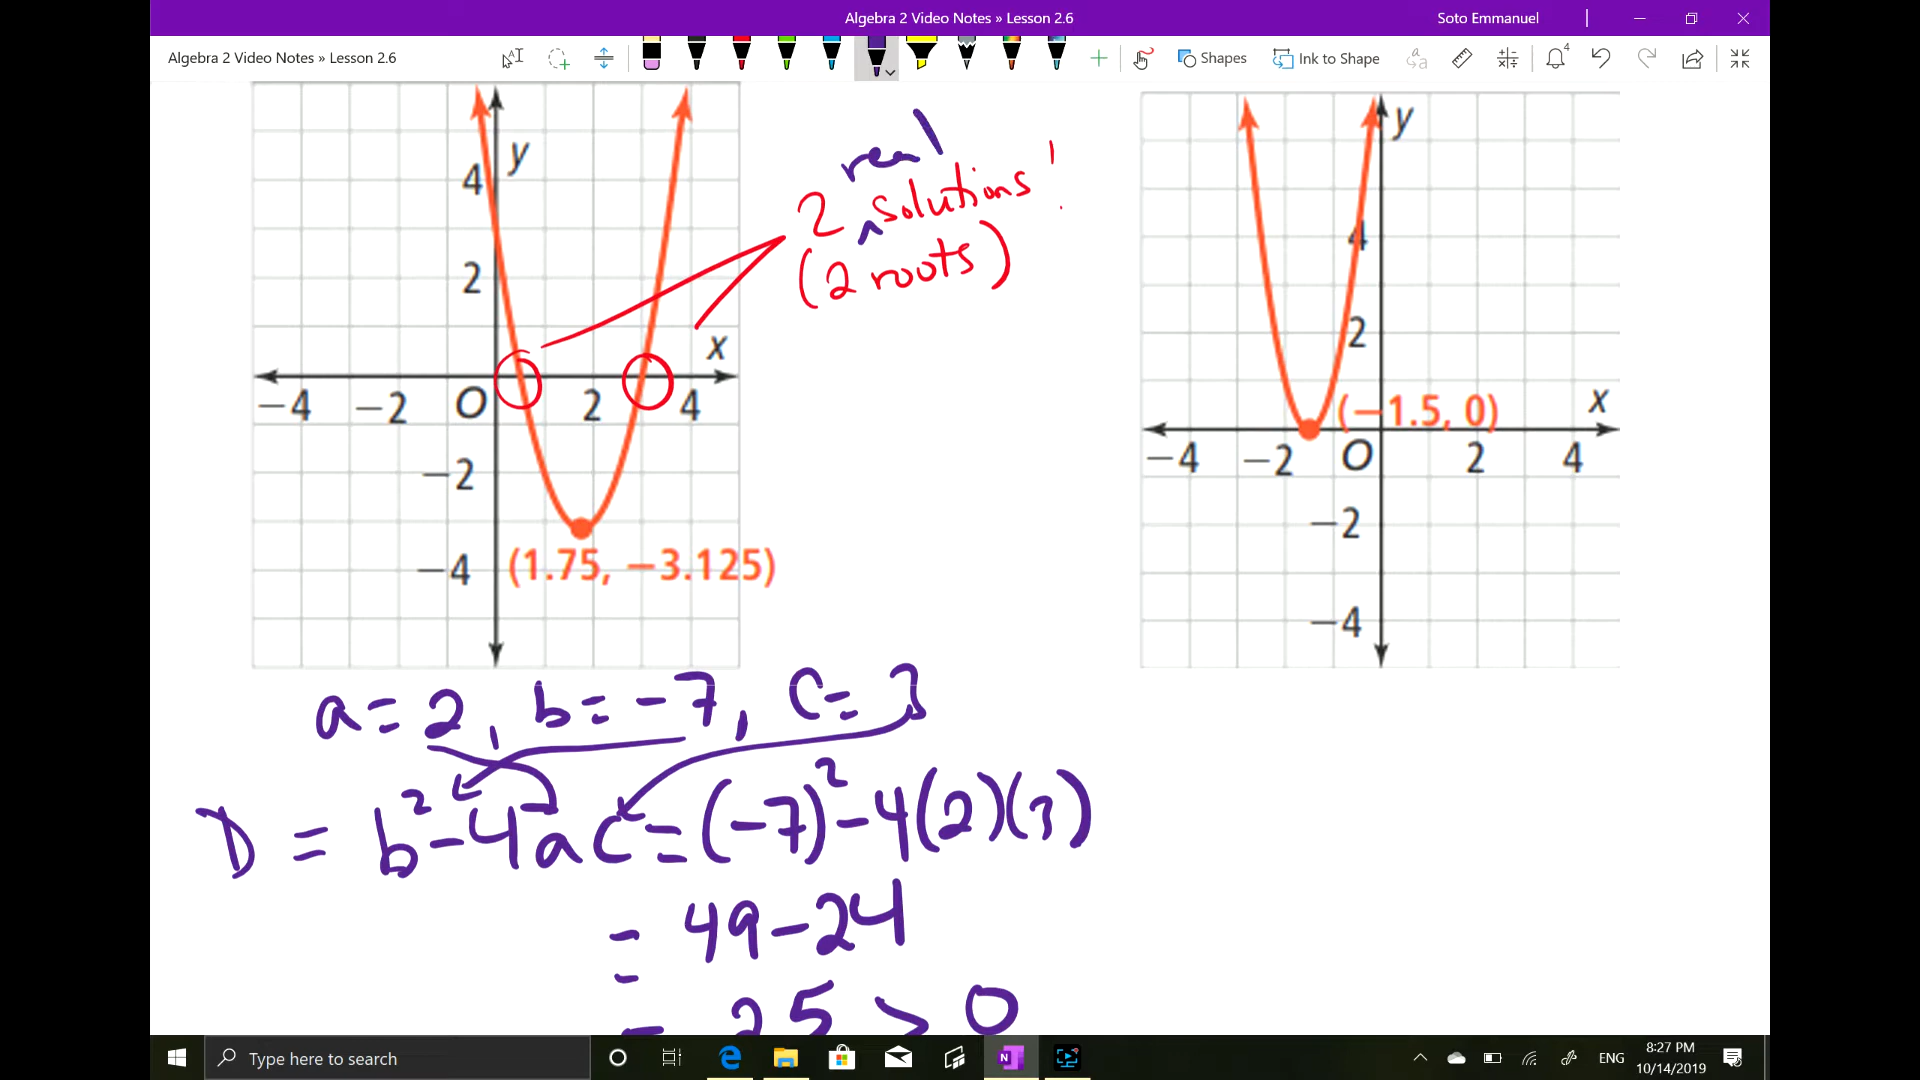 Algebra 2 Video Notes » Lesson 2.6
Soto Emmanuel
Algebra 2 Video Notes » Lesson 2.6
Shapes
Ink to Shape
4
y
4
2
x
−4 −2 O 2 4
−2
−4
(1.75, −3.125)
real
2 ^ solutions !
(2 roots)
y
4
2
(−1.5, 0)
x
−4 −2 O 2 4
−2
−4
a = 2, b = -7, c = 3
D = b² - 4ac = (-7)² - 4(2)(3)
= 49 - 24
= 25 > 0
Type here to search
N
ENG
8:27 PM
10/14/2019